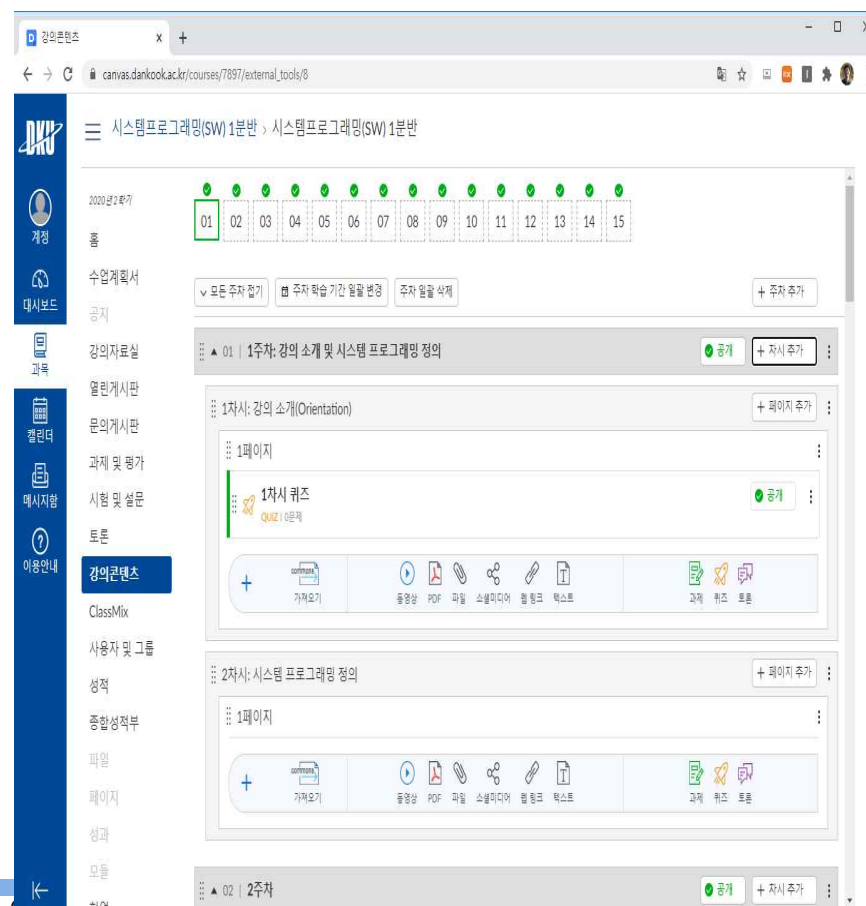 강의콘텐츠
canvas.dankook.ac.kr/courses/7897/external_tools/8
DKU
시스템프로그래밍(SW) 1분반 › 시스템프로그래밍(SW) 1분반
계정
대시보드
과목
캘린더
메시지함
이용안내
2020년 2학기
홈
수업계획서
공지
강의자료실
열린게시판
문의게시판
과제 및 평가
시험 및 설문
토론
강의콘텐츠
ClassMix
사용자 및 그룹
성적
종합성적부
파일
페이지
성과
모듈
01 02 03 04 05 06 07 08 09 10 11 12 13 14 15
모든 주차 접기 주차 학습 기간 일괄 변경 주차 일괄 삭제 + 주차 추가
01 | 1주차: 강의 소개 및 시스템 프로그래밍 정의 공개 + 차시 추가
1차시: 강의 소개(Orientation) + 페이지 추가
1페이지
1차시 퀴즈 공개
QUIZ | 0문제
commons
+ 가져오기 동영상 PDF 파일 소셜미디어 웹 링크 텍스트 과제 퀴즈 토론
2차시: 시스템 프로그래밍 정의 + 페이지 추가
1페이지
commons
+ 가져오기 동영상 PDF 파일 소셜미디어 웹 링크 텍스트 과제 퀴즈 토론
02 | 2주차 공개 + 차시 추가